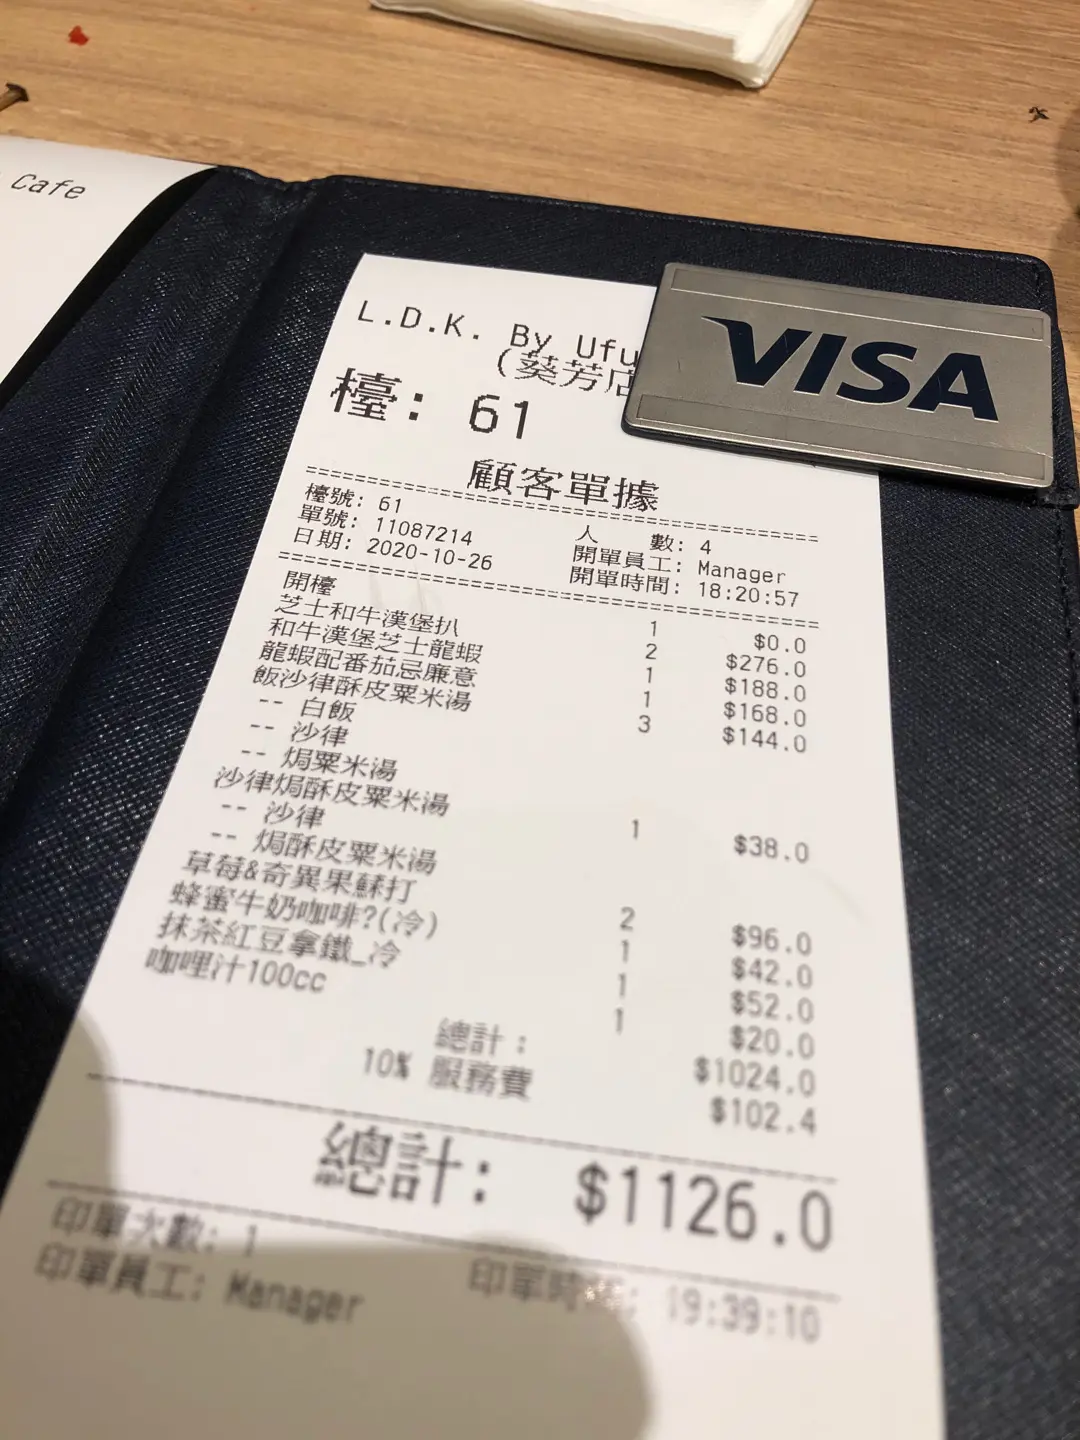 Cafe
VISA
L.D.K. By Ufu
(葵芳店
檯: 61
顧客單據
檯號: 61 人 數: 4
單號: 11087214 開單員工: Manager
日期: 2020-10-26 開單時間: 18:20:57
開檯 1 $0.0
芝士和牛漢堡扒 2 $276.0
和牛漢堡芝士龍蝦 1 $188.0
龍蝦配番茄忌廉意 1 $168.0
飯沙律酥皮粟米湯 3 $144.0
-- 白飯
-- 沙律
-- 焗粟米湯
沙律焗酥皮粟米湯 1 $38.0
-- 沙律
-- 焗酥皮粟米湯
草莓&奇異果蘇打 2 $96.0
蜂蜜牛奶咖啡?(冷) 1 $42.0
抹茶紅豆拿鐵_冷 1 $52.0
咖哩汁100cc 1 $20.0
總計: $1024.0
10% 服務費 $102.4
總計: $1126.0
印單次數: 1
印單員工: Manager 印單時 : 19:39:10